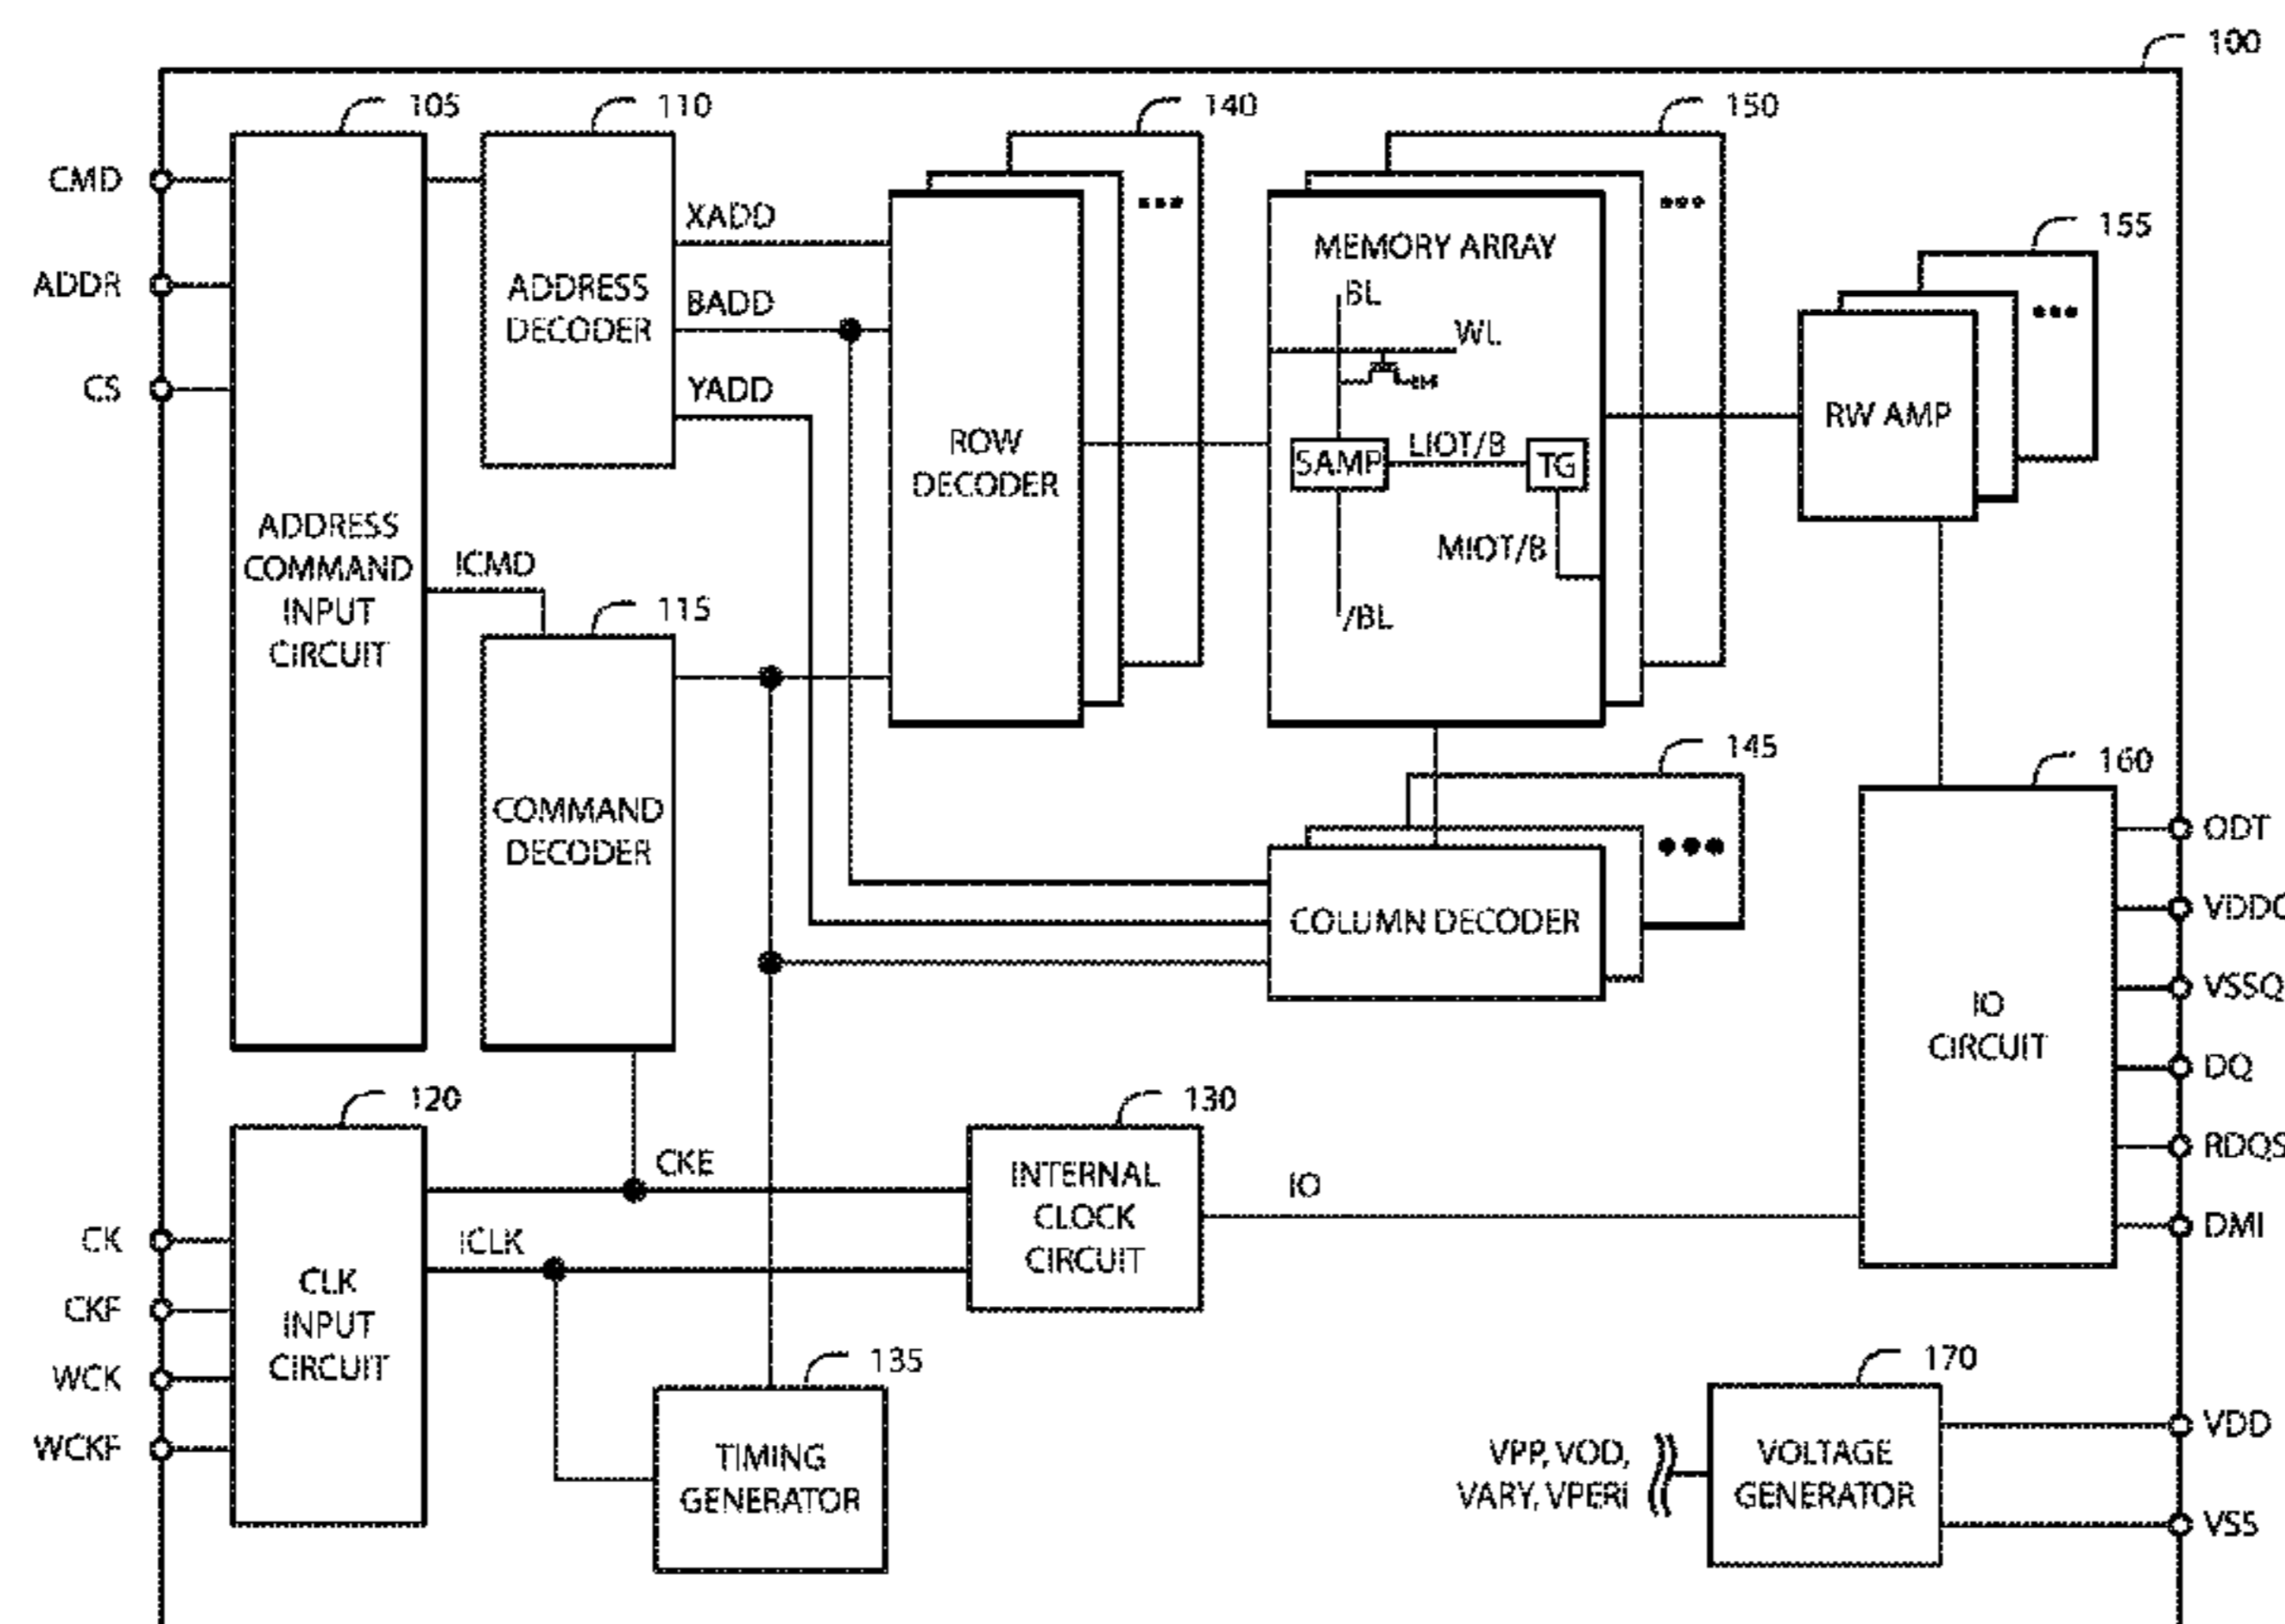 100
105
110
140
150
155
CMD
ADDR
CS
ADDRESS
COMMAND
INPUT
CIRCUIT
ADDRESS
DECODER
XADD
BADD
YADD
ROW
DECODER
...
MEMORY ARRAY
BL
WL
SAMP
LIOT/B
TG
MIOT/B
/BL
...
RW AMP
...
ICMD
115
COMMAND
DECODER
145
COLUMN DECODER
...
160
IO
CIRCUIT
ODT
VDDQ
VSSQ
DQ
RDQS
DMI
120
CK
CKF
WCK
WCKF
CLK
INPUT
CIRCUIT
CKE
ICLK
130
INTERNAL
CLOCK
CIRCUIT
IO
135
TIMING
GENERATOR
170
VPP, VOD,
VARY, VPERI
VOLTAGE
GENERATOR
VDD
VSS